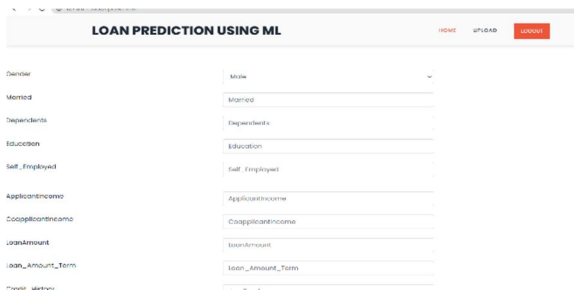 LOAN PREDICTION USING ML HOME UPLOAD LOGOUT
Gender Male
Married Married
Dependents Dependents
Education Education
Self_Employed Self_Employed
ApplicantIncome ApplicantIncome
CoapplicantIncome CoapplicantIncome
LoanAmount LoanAmount
Loan_Amount_Term Loan_Amount_Term
Credit_History